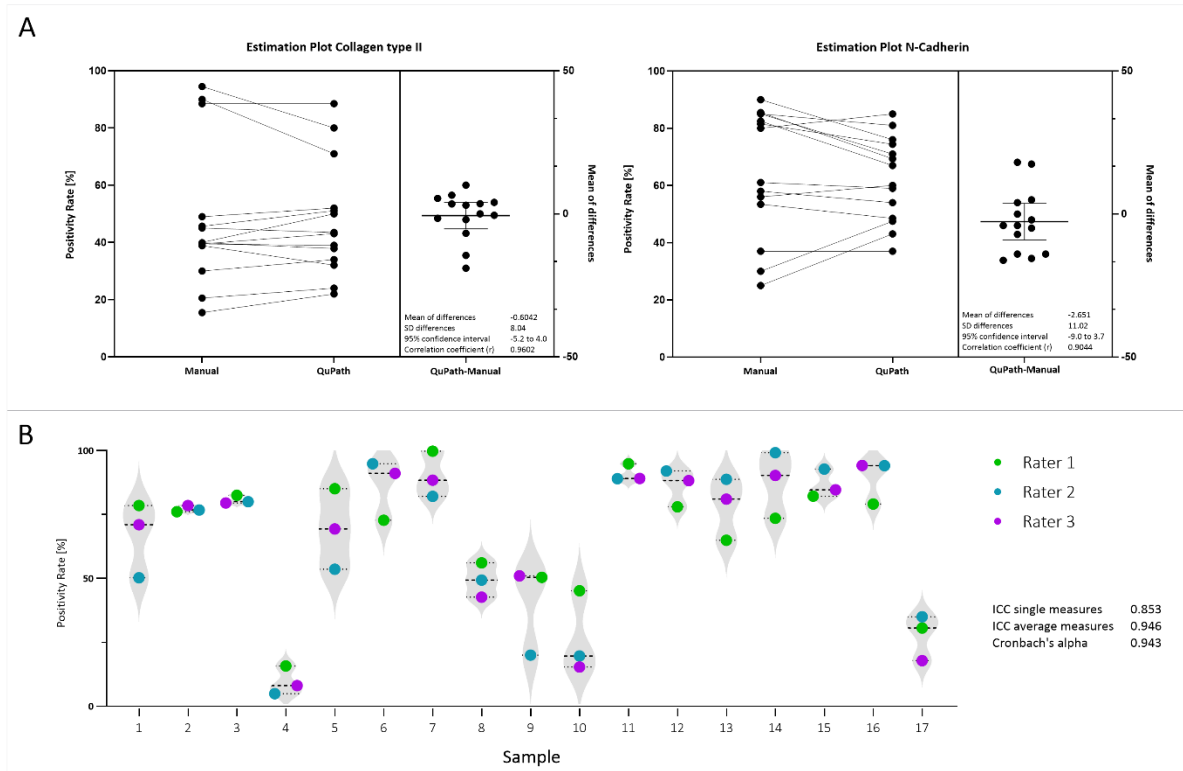 A
Estimation Plot Collagen type II
100
80
60
40
20
0
Positivity Rate [%]
50
0
-50
Mean of differences
Mean of differences -0.6042
SD differences 8.04
95% confidence interval -5.2 to 4.0
Correlation coefficient (r) 0.9602
Manual QuPath QuPath-Manual
Estimation Plot N-Cadherin
100
80
60
40
20
0
Positivity Rate [%]
50
0
-50
Mean of differences
Mean of differences -2.651
SD differences 11.02
95% confidence interval -9.0 to 3.7
Correlation coefficient (r) 0.9044
Manual QuPath QuPath-Manual
B
100
50
0
Positivity Rate [%]
1 2 3 4 5 6 7 8 9 10 11 12 13 14 15 16 17
Sample
Rater 1
Rater 2
Rater 3
ICC single measures 0.853
ICC average measures 0.946
Cronbach's alpha 0.943